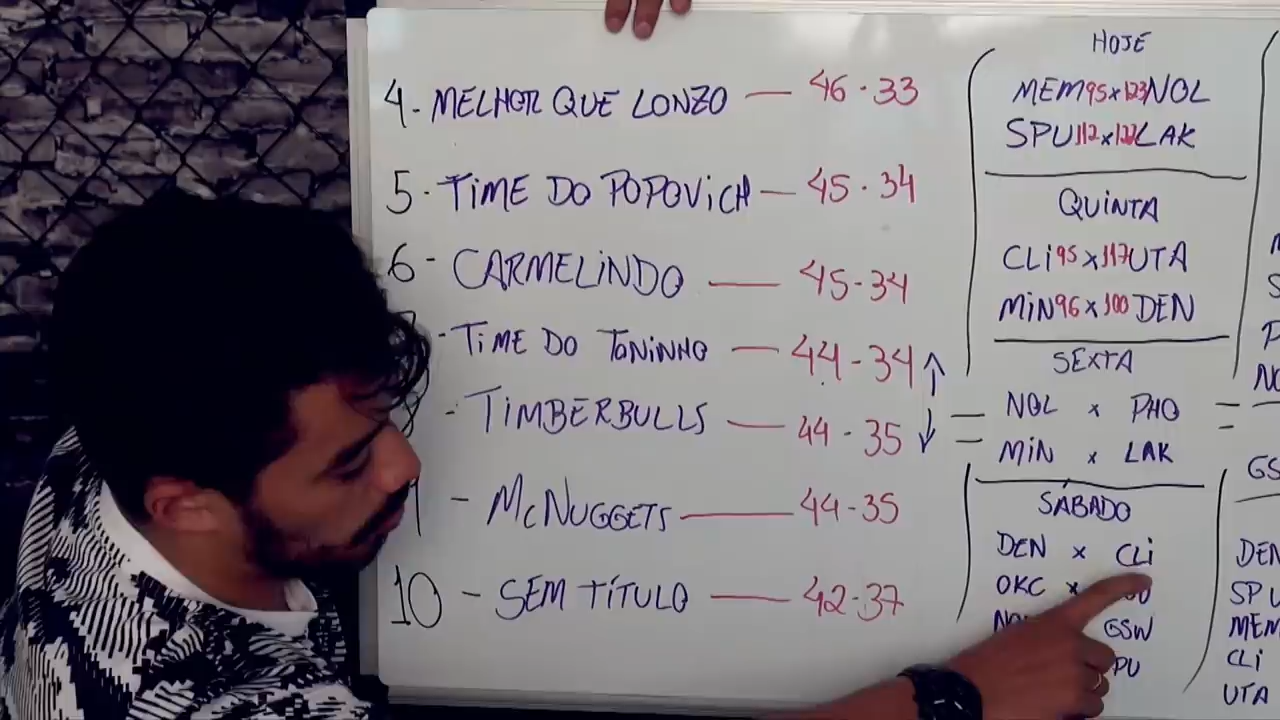 4 - MELHOR QUE LONZO — 46 - 33
5 - TiME DO POPOViCH — 45 - 34
6 - CARMELiNDO — 45 - 34
- TiME DO TONiNHO — 44 - 34 ↑
- TiMBERBULLS — 44 - 35 ↓
- McNUGGETS — 44 - 35
10 - SEM TíTULO — 42 - 37
HOJE
MEM 95 x 123 NOL
SPU 112 x 122 LAK
QUiNTA
CLi 95 x 117 UTA
MiN 96 x 100 DEN
SEXTA
NOL x PHO
MiN x LAK
SÁBADO
DEN x CLi
OKC x
GSW
PU
GS
DEN
SPU
MEM
CLi
UTA